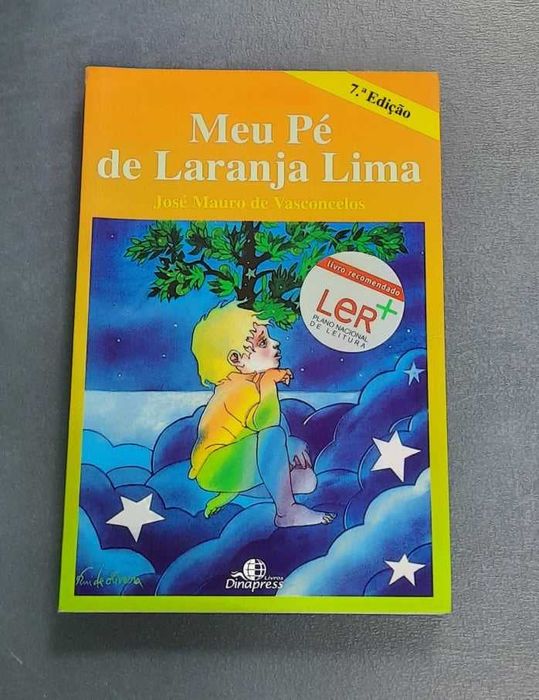 7.ª Edição
Meu Pé
de Laranja Lima
José Mauro de Vasconcelos
livro recomendado
LeR+
PLANO NACIONAL
DE LEITURA
Livros
Dinapress